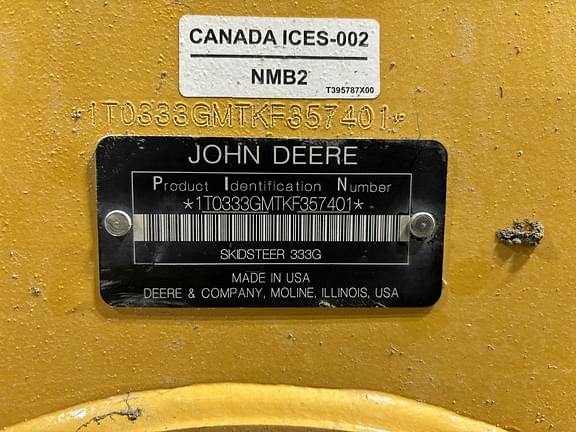 CANADA ICES-002
NMB2
T395787X00
*1T0333GMTKF357401*
JOHN DEERE
Product Identification Number
*1T0333GMTKF357401*
SKIDSTEER 333G
MADE IN USA
DEERE & COMPANY, MOLINE, ILLINOIS, USA